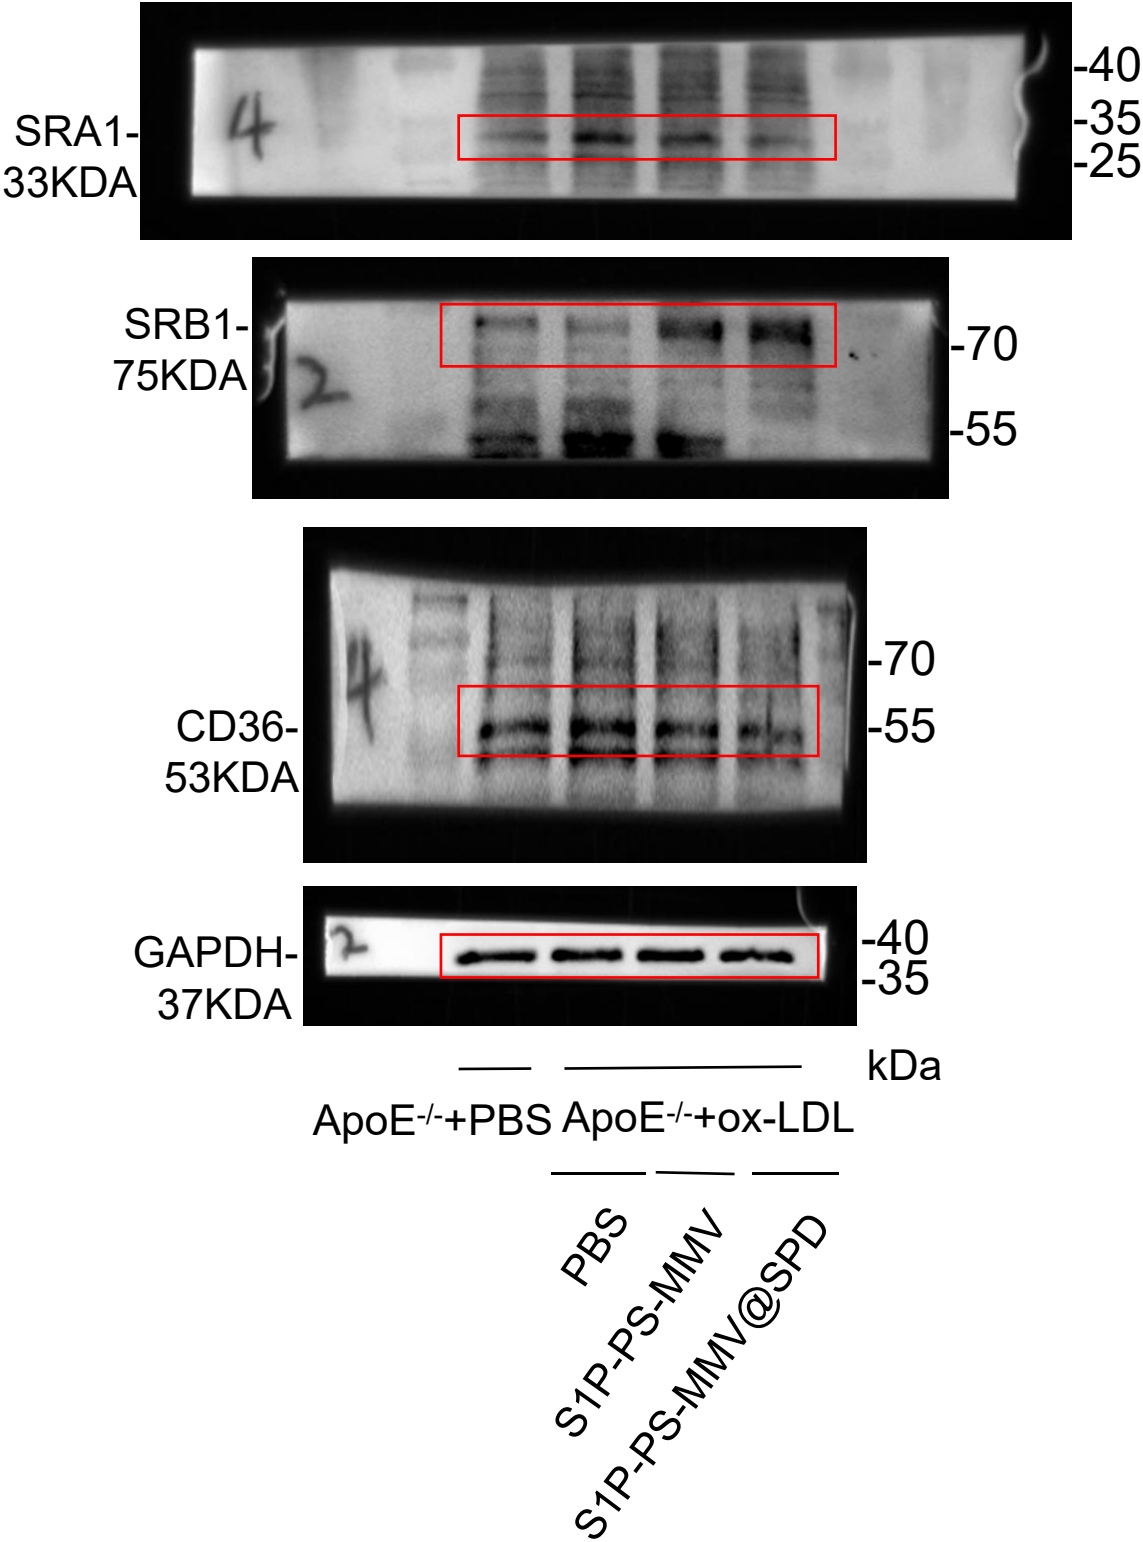 4
-40
SRA1-
-35
33KDA
-25
SRB1-
75KDA
-70
2
-55
4
-70
CD36-
-55
53KDA
2
GAPDH-
-40
37KDA
-35
kDa
ApoE-/-+PBS
ApoE-/-+ox-LDL
PBS
S1P-PS-MMV
S1P-PS-MMV@SPD